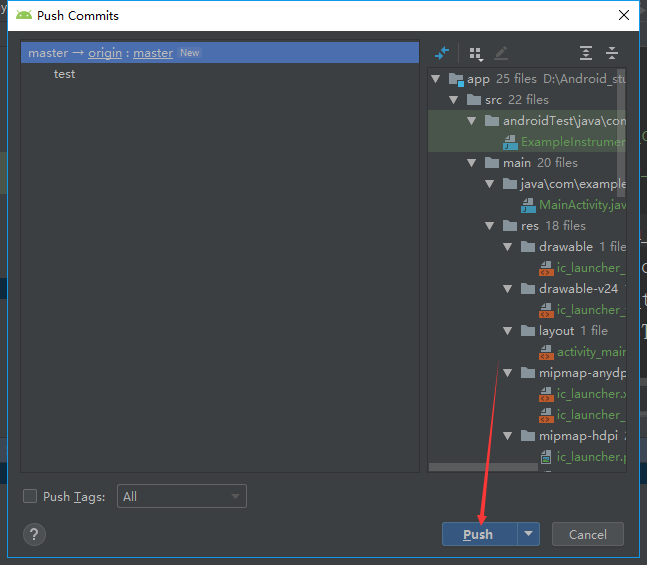 Push Commits
master → origin : master New
test
app 25 files D:\Android_stu
src 22 files
androidTest\java\com
ExampleInstrumen
main 20 files
java\com\example
MainActivity.java
res 18 files
drawable 1 file
ic_launcher_
drawable-v24
ic_launcher_
layout 1 file
activity_main
mipmap-anydp
ic_launcher.x
ic_launcher_
mipmap-hdpi
ic_launcher.p
Push Tags: All
? Push Cancel